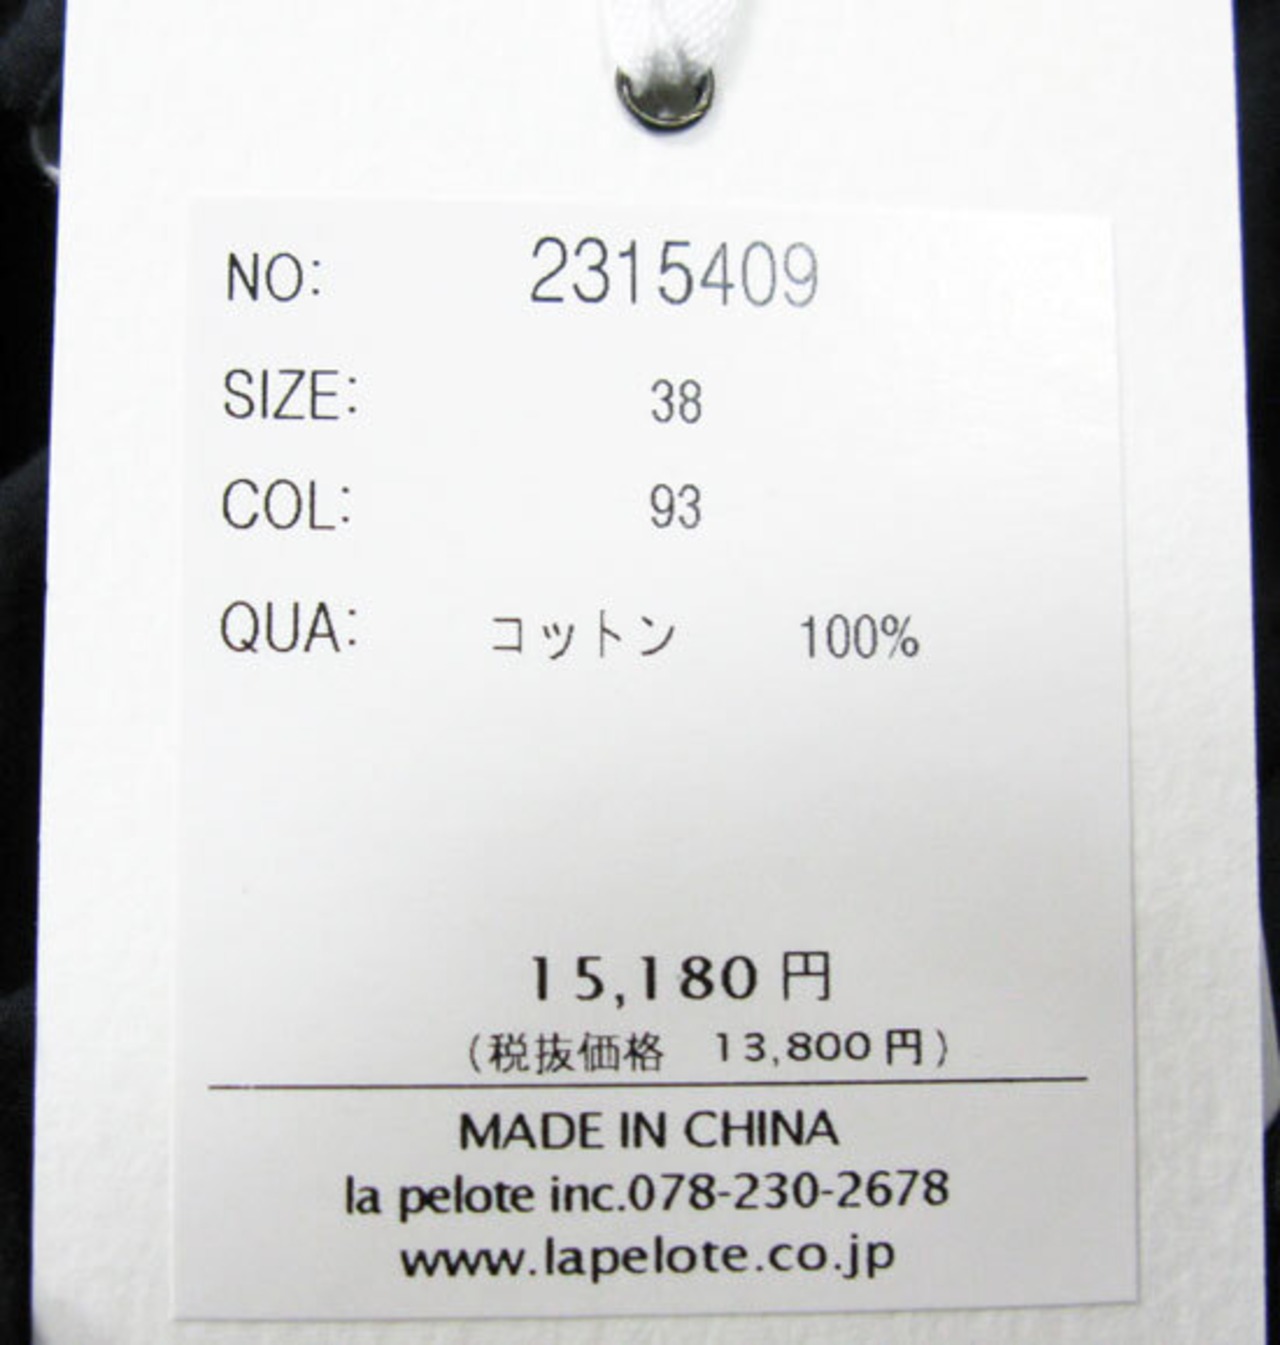 NO: 2315409
SIZE: 38
COL: 93
QUA: コットン 100%
15,180円
(税抜価格 13,800円)
MADE IN CHINA
la pelote inc.078-230-2678
www.lapelote.co.jp